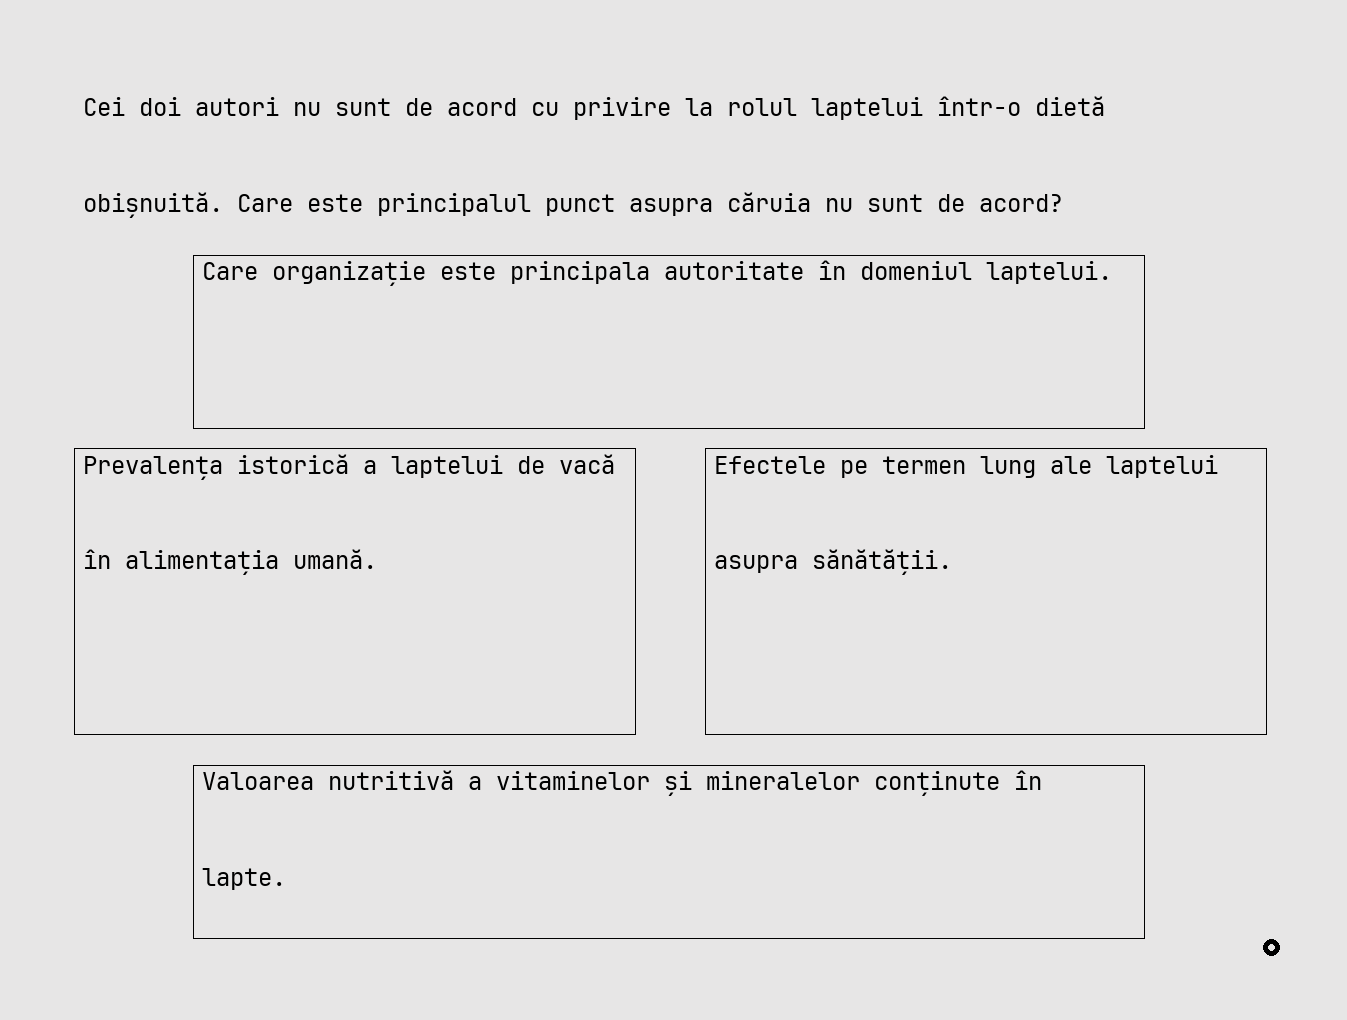 Cei doi autori nu sunt de acord cu privire la rolul laptelui într-o dietă
obișnuită. Care este principalul punct asupra căruia nu sunt de acord?
Care organizație este principala autoritate în domeniul laptelui.
Prevalența istorică a laptelui de vacă
în alimentația umană.
Efectele pe termen lung ale laptelui
asupra sănătății.
Valoarea nutritivă a vitaminelor și mineralelor conținute în
lapte.